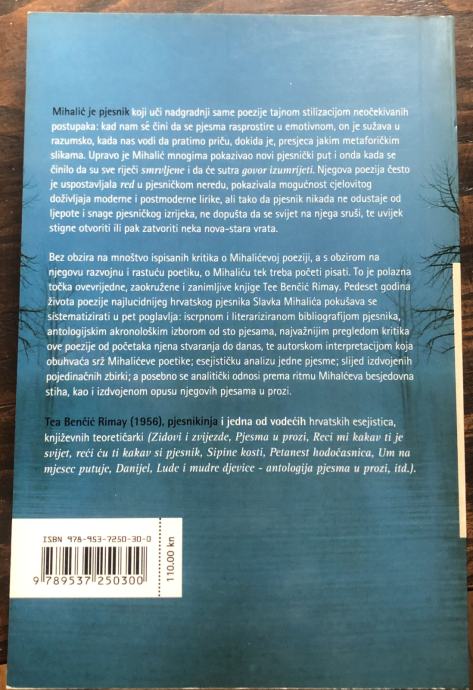 Mihalić je pjesnik koji uči nadgradnji same poezije tajnom stilizacijom neočekivanih
postupaka: kad nam se čini da se pjesma rasprostire u emotivnom, on je sužava u
razumsko, kada nas vodi da pratimo priču, dokida je, presjeca jakim metaforičkim
slikama. Upravo je Mihalić mnogima pokazivao novi pjesnički put i onda kada se
činilo da su sve riječi smrvljene i da će sutra govor izumrijeti. Njegova poezija često
je uspostavljala red u pjesničkom neredu, pokazivala mogućnost cjelovitog
doživljaja moderne i postmoderne lirike, ali tako da pjesnik nikada ne odustaje od
ljepote i snage pjesničkog izrijeka, ne dopušta da se svijet na njega sruši, te uvijek
stigne otvoriti ili pak zatvoriti neka nova-stara vrata.
Bez obzira na mnoštvo ispisanih kritika o Mihalićevoj poeziji, a s obzirom na
njegovu razvojnu i rastuću poetiku, o Mihaliću tek treba početi pisati. To je polazna
točka ovevrijedne, zaokružene i zanimljive knjige Tee Benčić Rimay. Pedeset godina
života poezije najlucidnijeg hrvatskog pjesnika Slavka Mihalića pokušava se
sistematizirati u pet poglavlja: iscrpnom i literariziranom bibliografijom pjesnika,
antologijskim akronološkim izborom od sto pjesama, najvažnijim pregledom kritika
ove poezije od početaka njena stvaranja do danas, te autorskom interpretacijom koja
obuhvaća srž Mihalićeve poetike; esejističku analizu jedne pjesme; slijed izdvojenih
pojedinačnih zbirki; a posebno se analitički odnosi prema ritmu Mihalćeva besjedovna
stiha, kao i izdvojenom opusu njegovih pjesama u prozi.
Tea Benčić Rimay (1956), pjesnikinja i jedna od vodećih hrvatskih esejistica,
književnih teoretičarki (Zidovi i zvijezde, Pjesma u prozi, Reci mi kakav ti je
svijet, reći ću ti kakav si pjesnik, Sipine kosti, Petanest hodočasnica, Um na
mjesec putuje, Danijel, Lude i mudre djevice - antologija pjesma u prozi, itd.).
ISBN 978-953-7250-30-0
9 789537 250300
110,00 kn